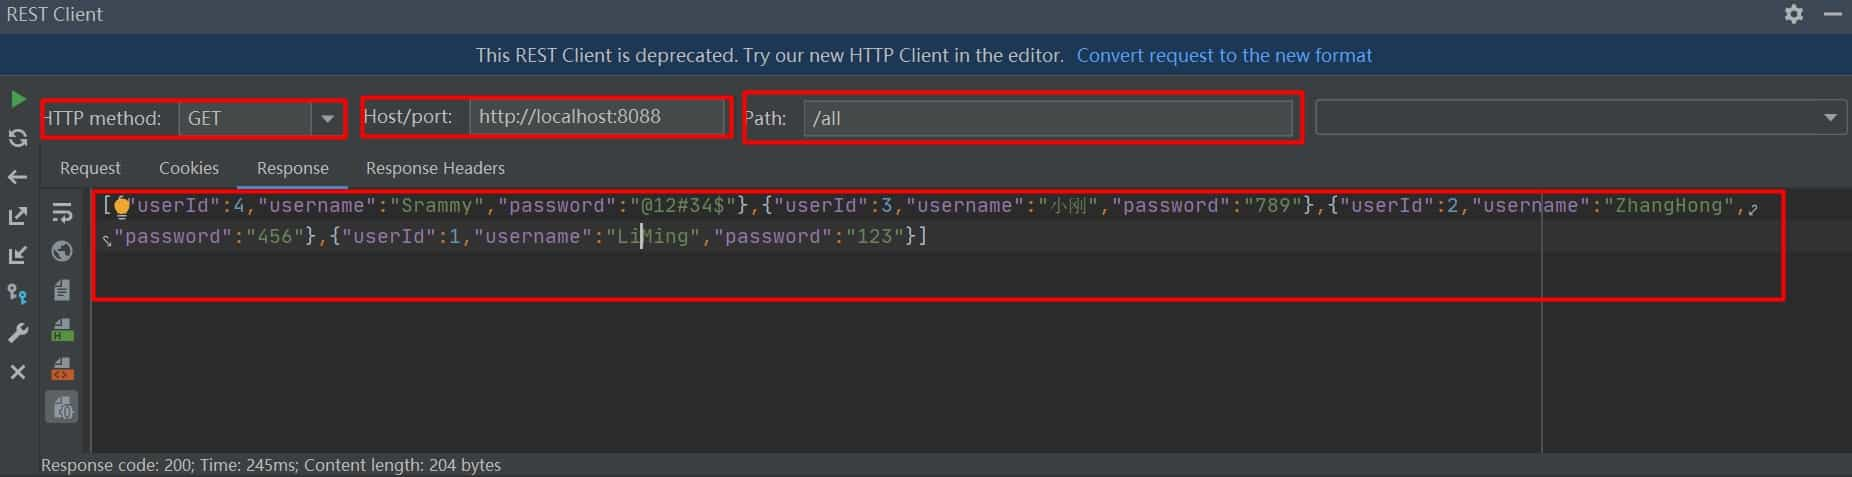 REST Client
This REST Client is deprecated. Try our new HTTP Client in the editor. Convert request to the new format
HTTP method: GET Host/port: http://localhost:8088 Path: /all
Request Cookies Response Response Headers
[{"userId":4,"username":"Srammy","password":"@12#34$"},{"userId":3,"username":"小刚","password":"789"},{"userId":2,"username":"ZhangHong",
"password":"456"},{"userId":1,"username":"LiMing","password":"123"}]
Response code: 200; Time: 245ms; Content length: 204 bytes